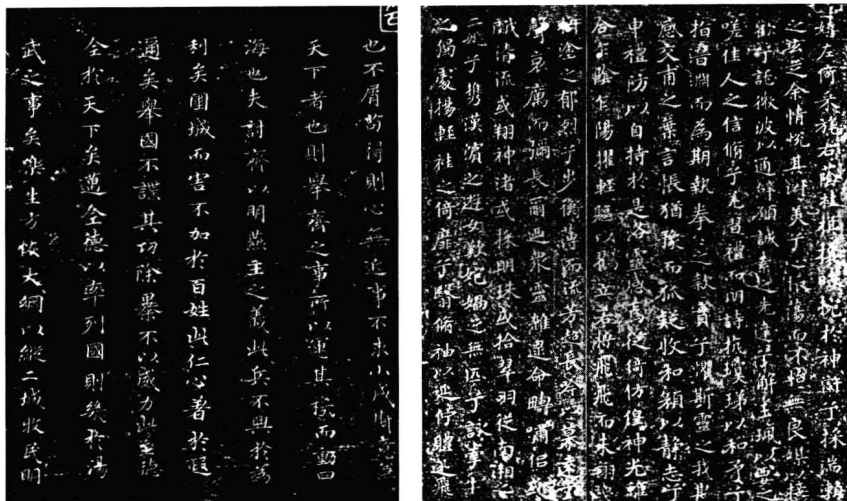 也不屑苟得則心無近事不求小成斯意兼
天下者也則舉齊之事所以運其機而動四
海也夫討齊以明燕主之義此兵不興於為
利矣圍城而害不加於百姓此仁心著於遐
邇矣舉國不謀其功除暴不以威力此至德
全於天下矣邁全德以率列國則幾於湯
武之事矣樂生方恢大綱以縱二城收民明
嬉左倚采旄右蔭桂旗攘皓腕於神滸兮採湍瀨
之玄芝余情悅其淑美兮心振蕩而不怡無良媒以接
歡兮託微波以通辭願誠素之先達兮解玉珮以要之
嗟佳人之信脩兮羌習禮而明詩抗瓊珶以和予兮
指潛淵而為期執拳之款實兮懼斯靈之我欺
感交甫之棄言悵猶豫而狐疑收和顏以靜志兮
申禮防以自持於是洛靈感焉徙倚傍偟神光離
合乍陰乍陽擢輕軀以鶴立若將飛飛而未翔踐
椒塗之郁烈兮步蘅薄而流芳超長吟以慕遠兮
聲哀厲而彌長爾乃衆靈雜遝命疇嘯侶或
戲清流或翔神渚或採明珠或拾翠羽從南湘之
二妃兮攜漢濱之遊女歎妃媧之無匹兮詠牽牛
之獨處揚輕袿之倚靡兮翳脩袖以延佇體迅飛